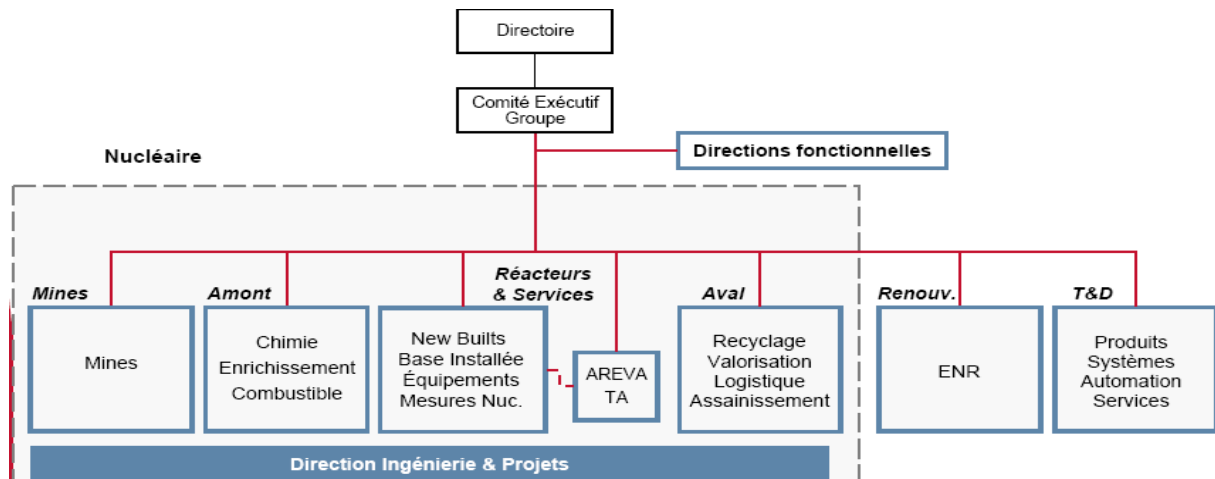 Directoire
Comité Exécutif
Groupe
Directions fonctionnelles
Nucléaire
Mines
Amont
Réacteurs
& Services
Aval
Renouv.
T&D
Mines
Chimie
Enrichissement
Combustible
New Builts
Base Installée
Équipements
Mesures Nuc.
AREVA
TA
Recyclage
Valorisation
Logistique
Assainissement
ENR
Produits
Systèmes
Automation
Services
Direction Ingénierie & Projets